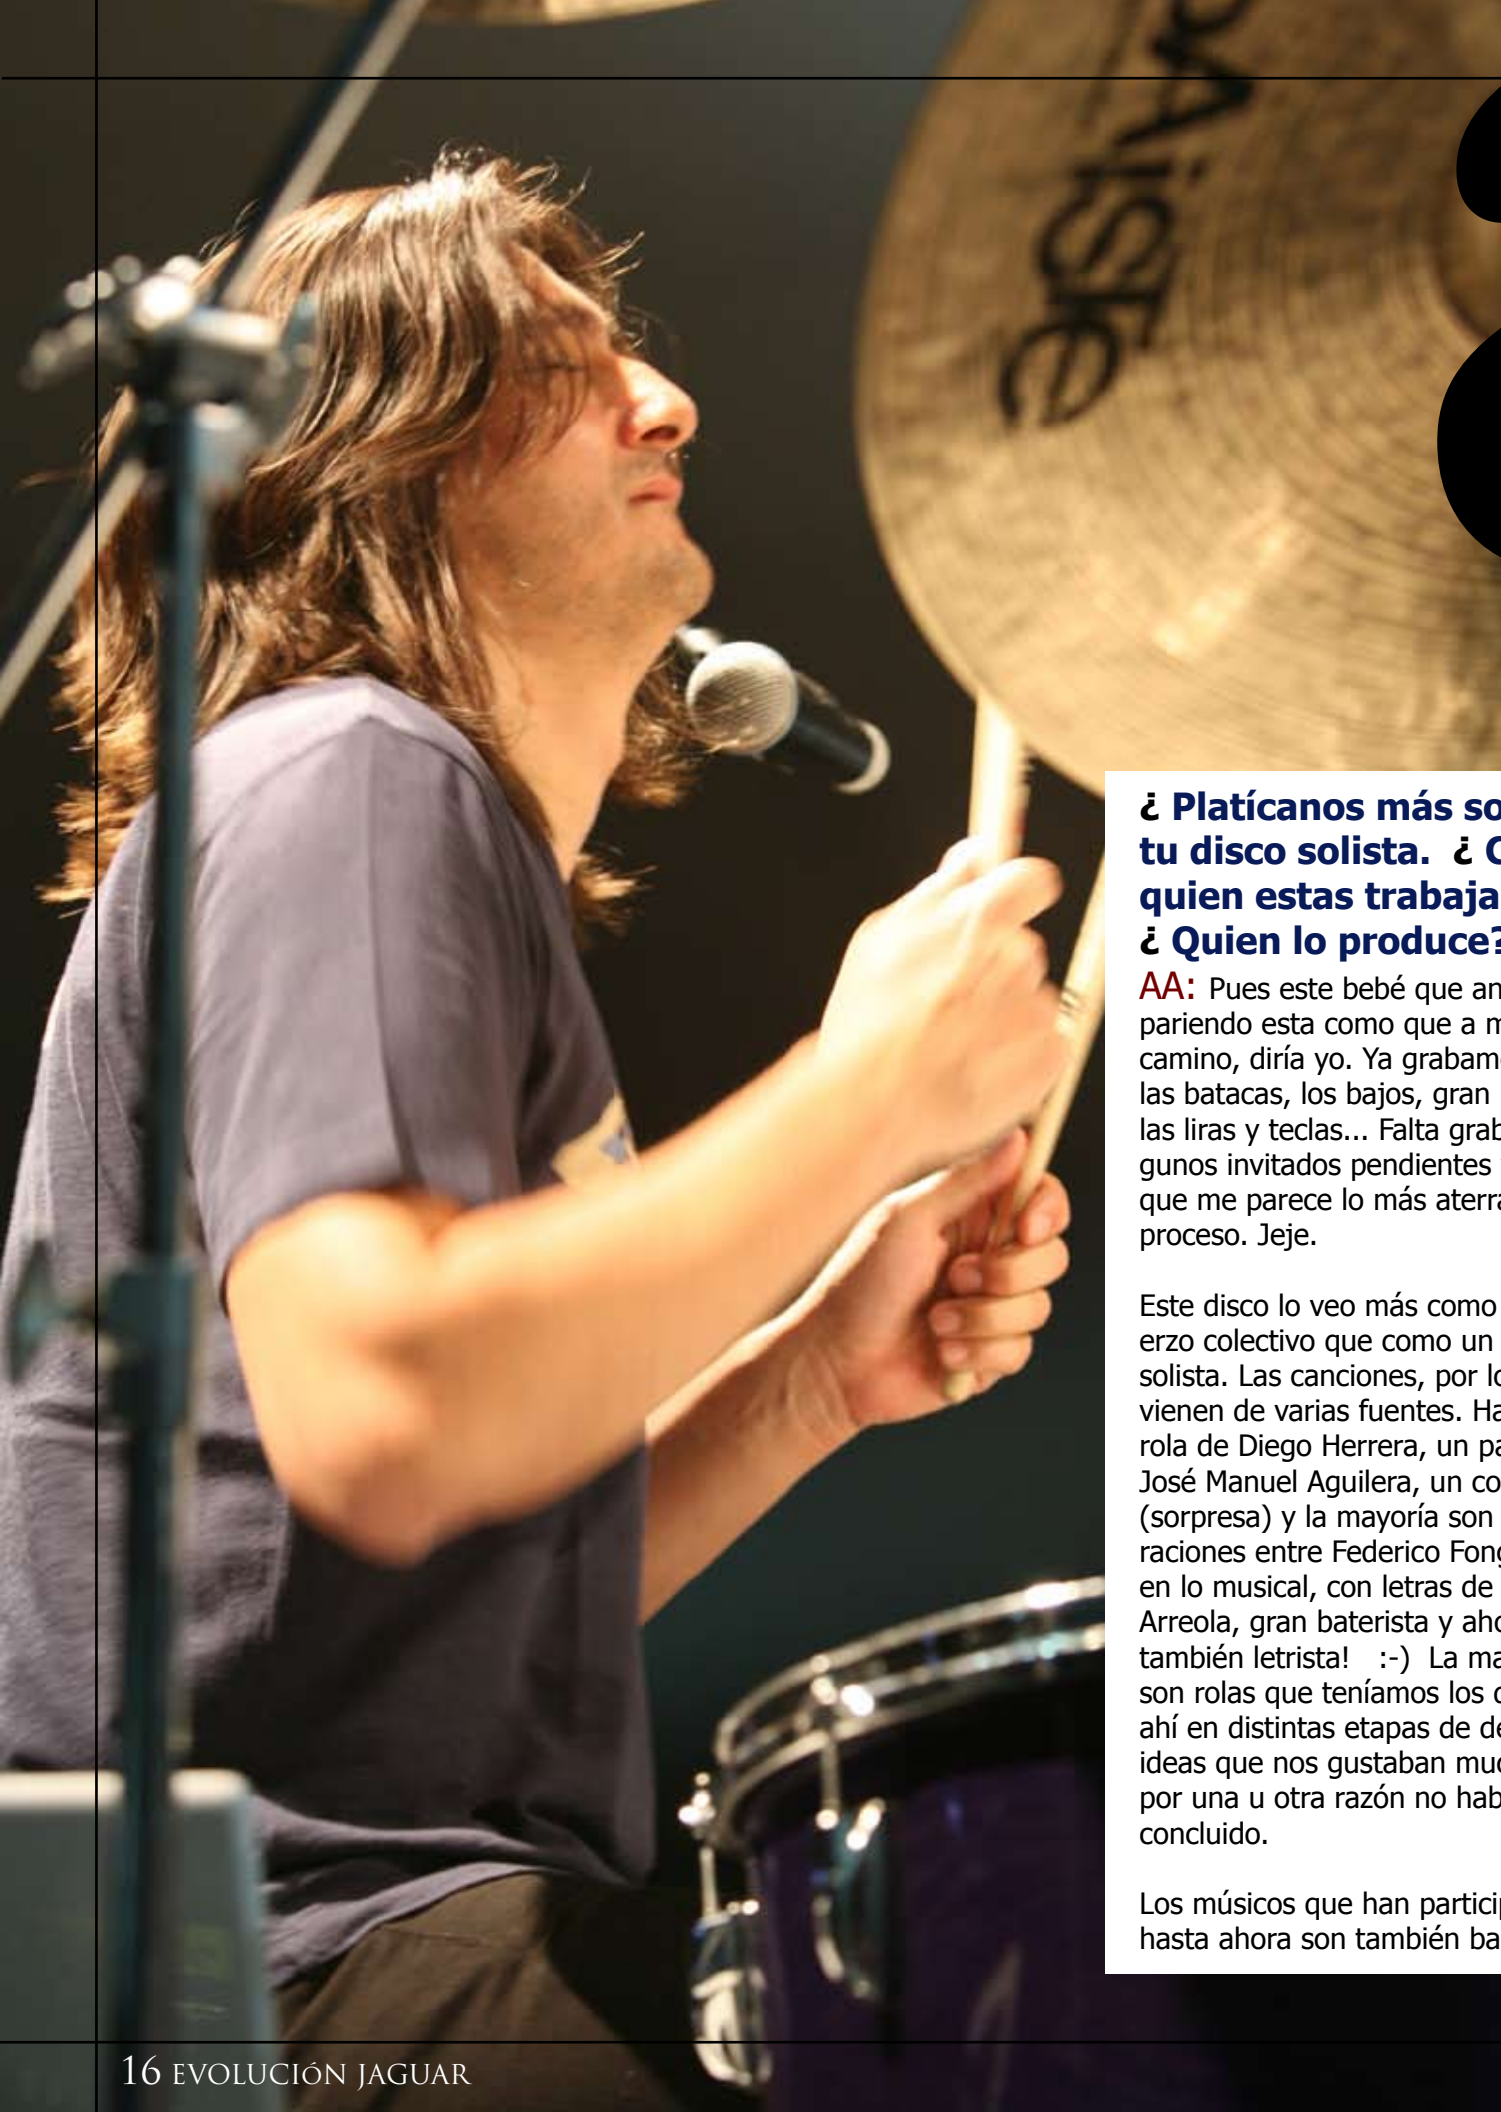 PAiSTe
¿ Platícanos más so
tu disco solista. ¿ C
quien estas trabaja
¿ Quien lo produce?
AA: Pues este bebé que an
pariendo esta como que a m
camino, diría yo. Ya grabamo
las batacas, los bajos, gran
las liras y teclas... Falta grab
gunos invitados pendientes
que me parece lo más aterra
proceso. Jeje.
Este disco lo veo más como
erzo colectivo que como un
solista. Las canciones, por lo
vienen de varias fuentes. Ha
rola de Diego Herrera, un pa
José Manuel Aguilera, un co
(sorpresa) y la mayoría son
raciones entre Federico Fong
en lo musical, con letras de
Arreola, gran baterista y aho
también letrista! :-) La ma
son rolas que teníamos los
ahí en distintas etapas de de
ideas que nos gustaban muc
por una u otra razón no hab
concluido.
Los músicos que han particip
hasta ahora son también ba
16 EVOLUCIÓN JAGUAR